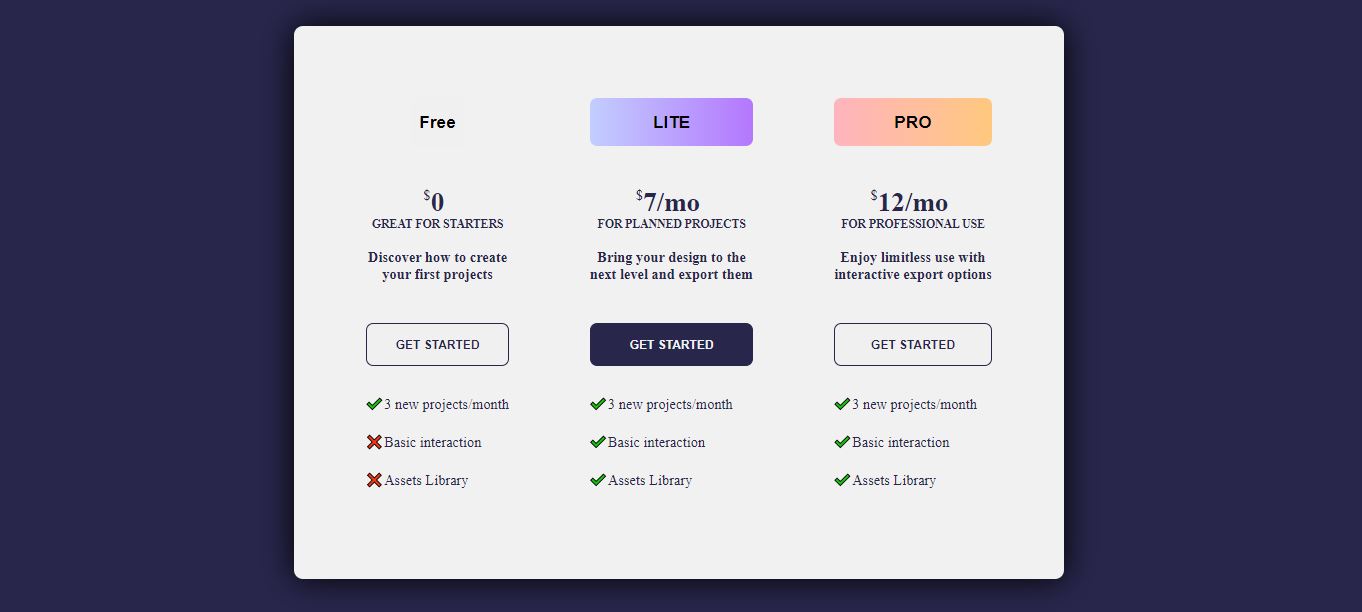 Free
$0
GREAT FOR STARTERS
Discover how to create
your first projects
GET STARTED
3 new projects/month
Basic interaction
Assets Library
LITE
$7/mo
FOR PLANNED PROJECTS
Bring your design to the
next level and export them
GET STARTED
3 new projects/month
Basic interaction
Assets Library
PRO
$12/mo
FOR PROFESSIONAL USE
Enjoy limitless use with
interactive export options
GET STARTED
3 new projects/month
Basic interaction
Assets Library